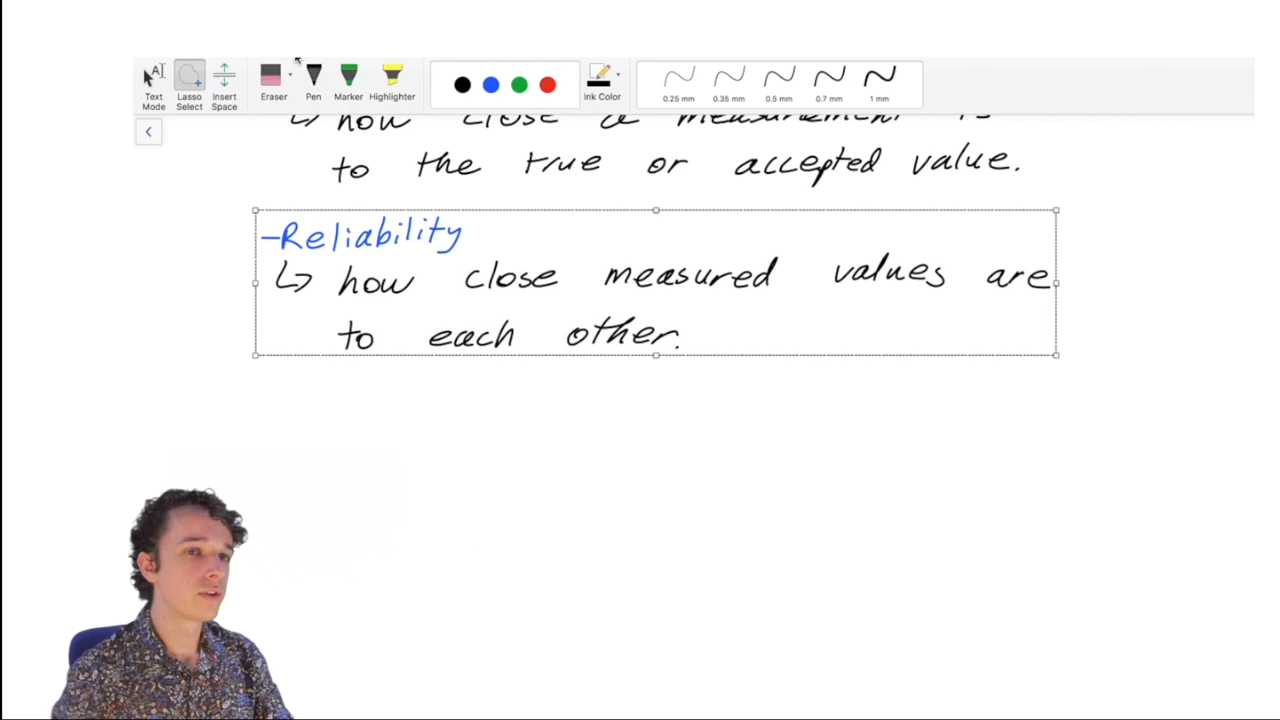 Text Mode
Lasso Select
Insert Space
Eraser
Pen
Marker
Highlighter
Ink Color
0.25 mm
0.35 mm
0.5 mm
0.7 mm
1 mm
how close a measurement is
to the true or accepted value.
-Reliability
↳ how close measured values are
to each other.